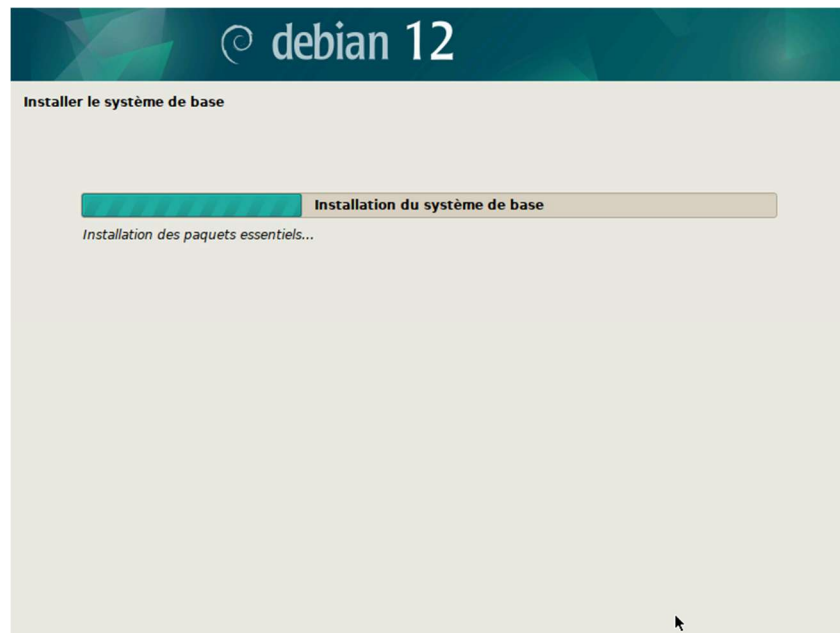 debian 12
Installer le système de base
Installation du système de base
Installation des paquets essentiels...